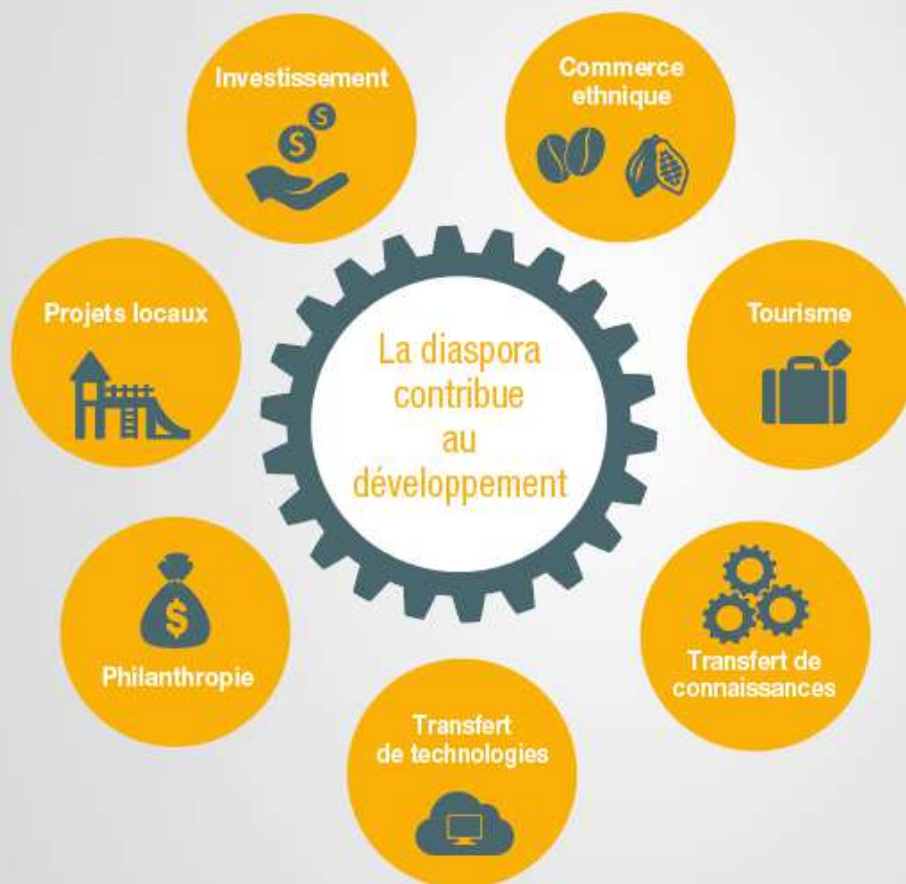 La diaspora
contribue
au
développement
Investissement
$
$
Commerce
ethnique
Tourisme
Transfert de
connaissances
Transfert
de technologies
Philanthropie
$
Projets locaux